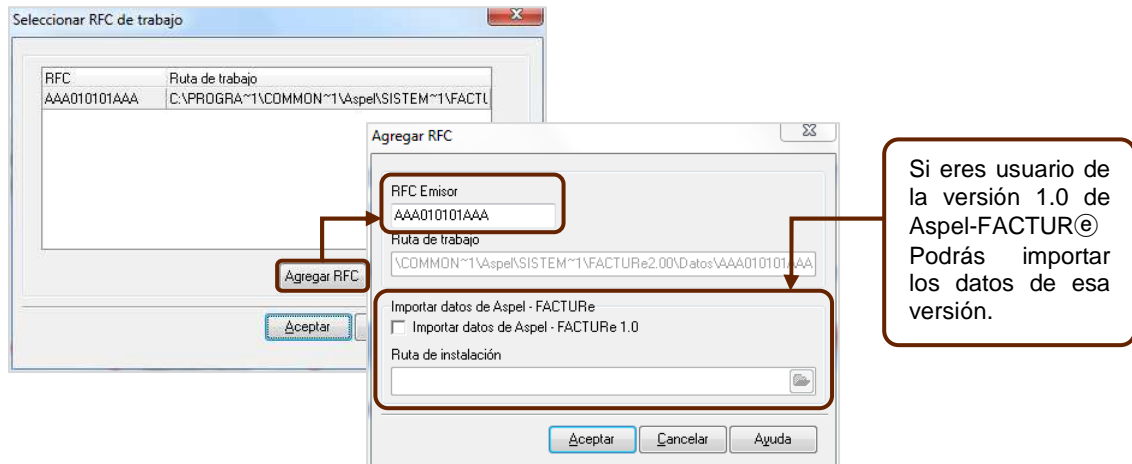 Seleccionar RFC de trabajo
RFC Ruta de trabajo
AAA010101AAA C:\PROGRA~1\COMMON~1\Aspel\SISTEM~1\FACTU
Agregar RFC
Aceptar
Agregar RFC
RFC Emisor
AAA010101AAA
Ruta de trabajo
\COMMON~1\Aspel\SISTEM~1\FACTURe2.00\Datos\AAA010101AAA
Importar datos de Aspel - FACTURe
Importar datos de Aspel - FACTURe 1.0
Ruta de instalación
Aceptar Cancelar Ayuda
Si eres usuario de
la versión 1.0 de
Aspel-FACTURⓔ
Podrás importar
los datos de esa
versión.